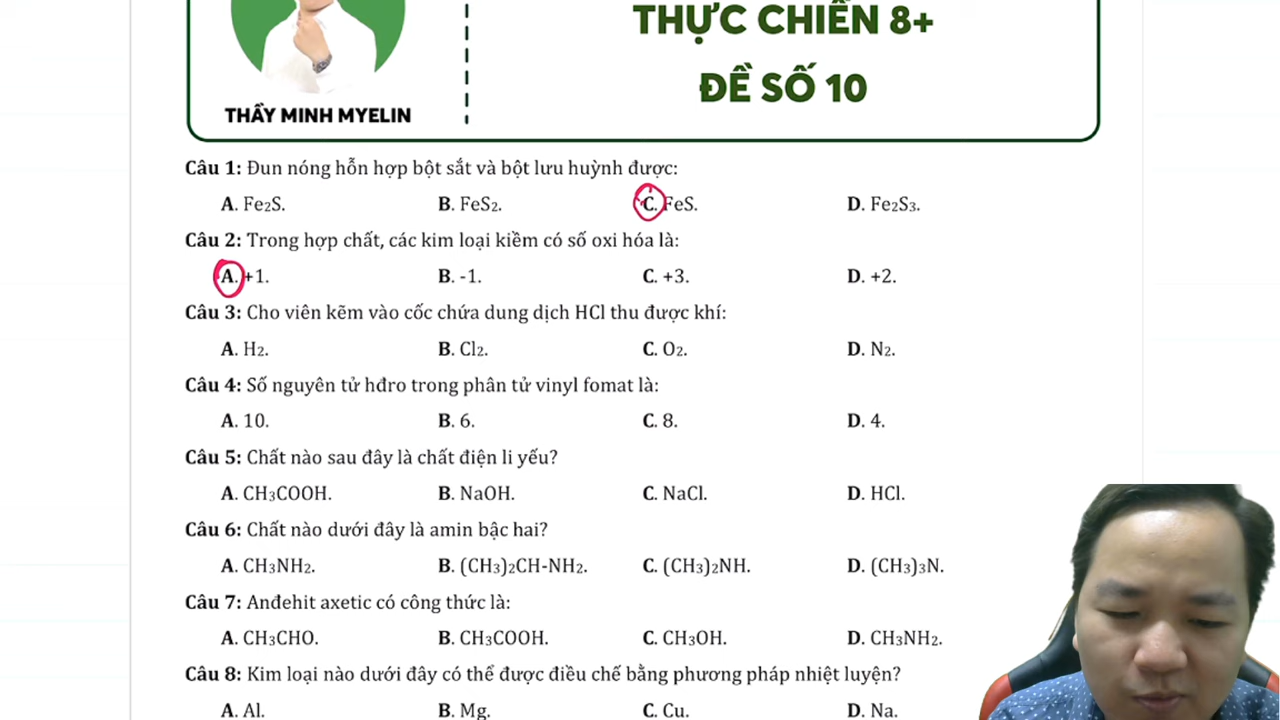 THỰC CHIẾN 8+
ĐỀ SỐ 10
THẦY MINH MYELIN
Câu 1: Đun nóng hỗn hợp bột sắt và bột lưu huỳnh được:
A. Fe₂S. B. FeS₂. C. FeS. D. Fe₂S₃.
Câu 2: Trong hợp chất, các kim loại kiềm có số oxi hóa là:
A. +1. B. -1. C. +3. D. +2.
Câu 3: Cho viên kẽm vào cốc chứa dung dịch HCl thu được khí:
A. H₂. B. Cl₂. C. O₂. D. N₂.
Câu 4: Số nguyên tử hđro trong phân tử vinyl fomat là:
A. 10. B. 6. C. 8. D. 4.
Câu 5: Chất nào sau đây là chất điện li yếu?
A. CH₃COOH. B. NaOH. C. NaCl. D. HCl.
Câu 6: Chất nào dưới đây là amin bậc hai?
A. CH₃NH₂. B. (CH₃)₂CH-NH₂. C. (CH₃)₂NH. D. (CH₃)₃N.
Câu 7: Anđehit axetic có công thức là:
A. CH₃CHO. B. CH₃COOH. C. CH₃OH. D. CH₃NH₂.
Câu 8: Kim loại nào dưới đây có thể được điều chế bằng phương pháp nhiệt luyện?
A. Al. B. Mg. C. Cu. D. Na.